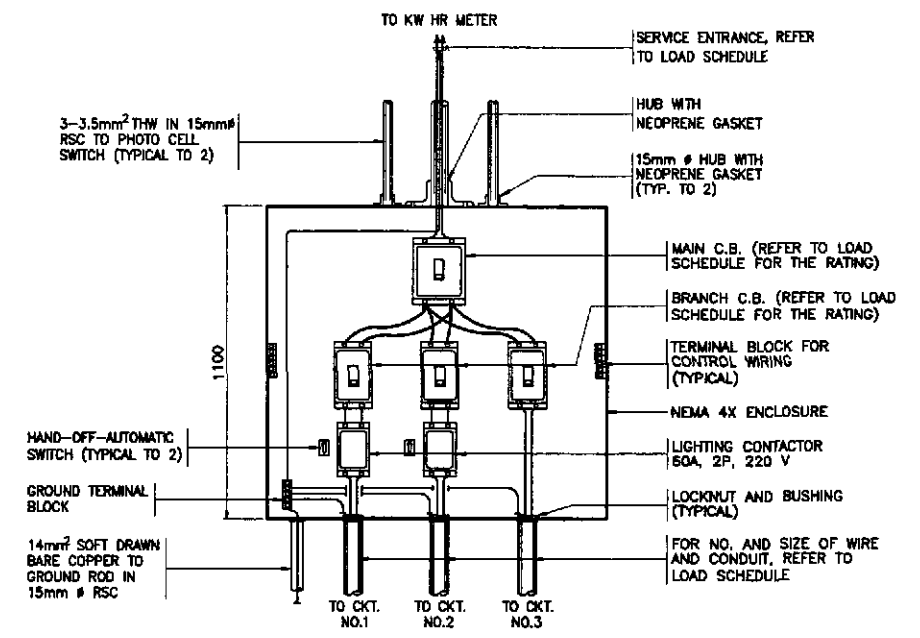 TO KW HR METER
SERVICE ENTRANCE, REFER
TO LOAD SCHEDULE
HUB WITH
NEOPRENE GASKET
3-3.5mm² THW IN 15mmø
RSC TO PHOTO CELL
SWITCH (TYPICAL TO 2)
15mm ø HUB WITH
NEOPRENE GASKET
(TYP. TO 2)
MAIN C.B. (REFER TO LOAD
SCHEDULE FOR THE RATING)
BRANCH C.B. (REFER TO LOAD
SCHEDULE FOR THE RATING)
1100
TERMINAL BLOCK FOR
CONTROL WIRING
(TYPICAL)
NEMA 4X ENCLOSURE
HAND-OFF-AUTOMATIC
SWITCH (TYPICAL TO 2)
LIGHTING CONTACTOR
60A, 2P, 220 V
GROUND TERMINAL
BLOCK
LOCKNUT AND BUSHING
(TYPICAL)
14mm² SOFT DRAWN
BARE COPPER TO
GROUND ROD IN
15mm ø RSC
FOR NO. AND SIZE OF WIRE
AND CONDUIT, REFER TO
LOAD SCHEDULE
TO CKT.
NO.1
TO CKT.
NO.2
TO CKT.
NO.3